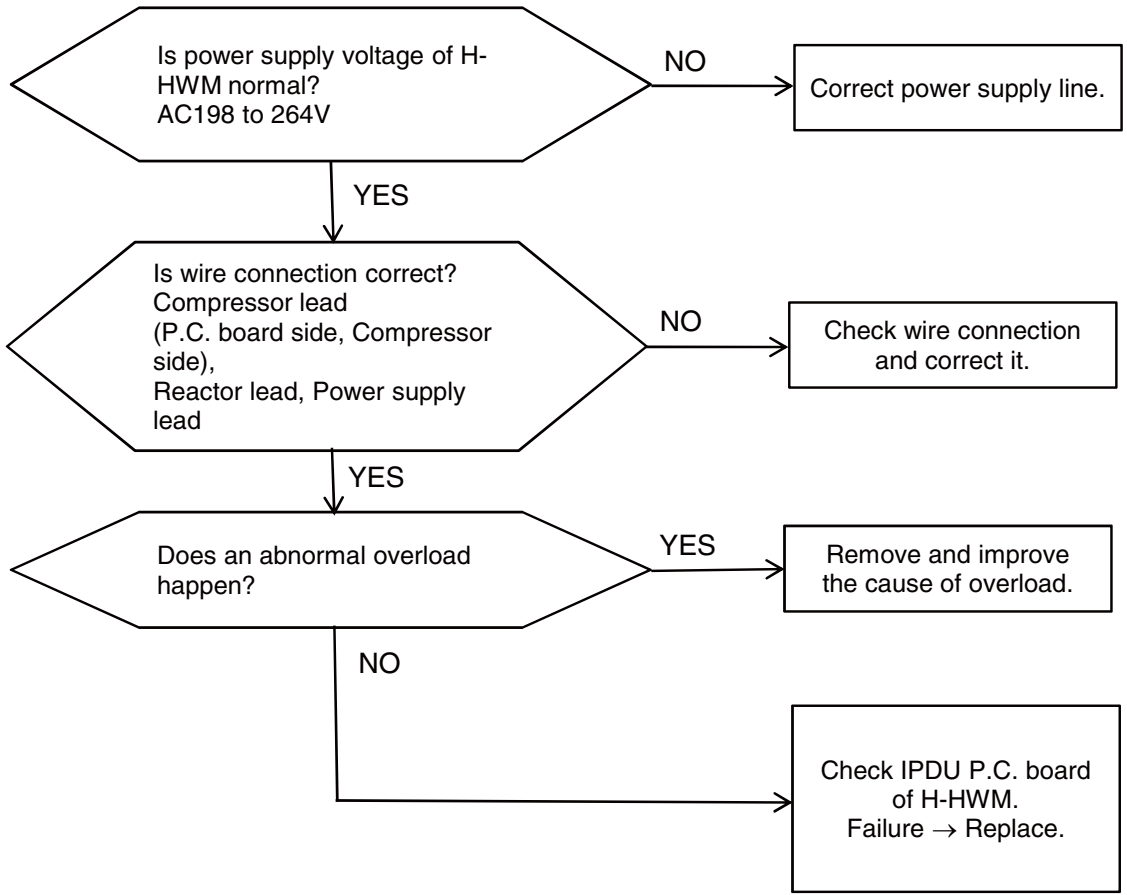 Is power supply voltage of H-
HWM normal?
AC198 to 264V
NO
Correct power supply line.
YES
Is wire connection correct?
Compressor lead
(P.C. board side, Compressor
side),
Reactor lead, Power supply
lead
NO
Check wire connection
and correct it.
YES
Does an abnormal overload
happen?
YES
Remove and improve
the cause of overload.
NO
Check IPDU P.C. board
of H-HWM.
Failure → Replace.